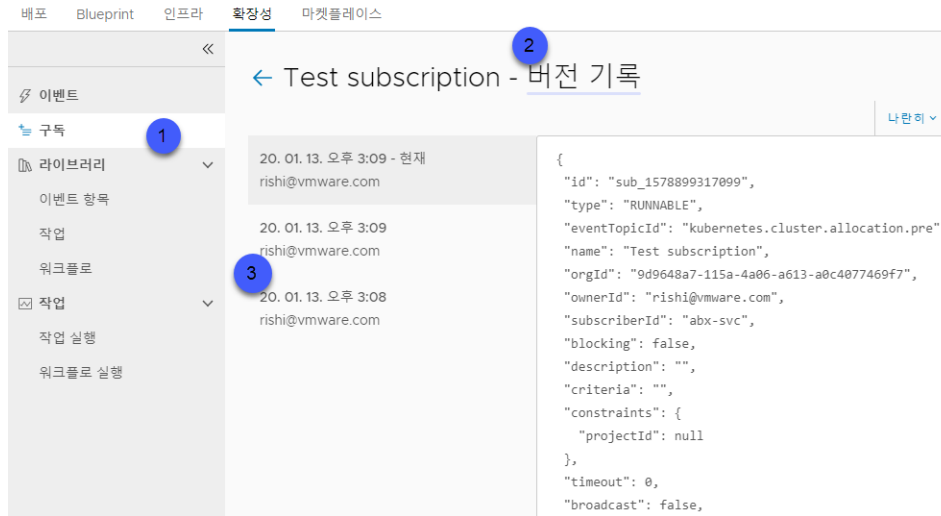 배포 Blueprint 인프라 확장성 마켓플레이스
2
Test subscription - 버전 기록
이벤트
구독
1
라이브러리
이벤트 항목
작업
워크플로
작업
작업 실행
워크플로 실행
나란히
20. 01. 13. 오후 3:09 - 현재
rishi@vmware.com
20. 01. 13. 오후 3:09
rishi@vmware.com
3
20. 01. 13. 오후 3:08
rishi@vmware.com
{
"id": "sub_1578899317099",
"type": "RUNNABLE",
"eventTopicId": "kubernetes.cluster.allocation.pre"
"name": "Test subscription",
"orgId": "9d9648a7-115a-4a06-a613-a0c4077469f7",
"ownerId": "rishi@vmware.com",
"subscriberId": "abx-svc",
"blocking": false,
"description": "",
"criteria": "",
"constraints": {
"projectId": null
},
"timeout": 0,
"broadcast": false,